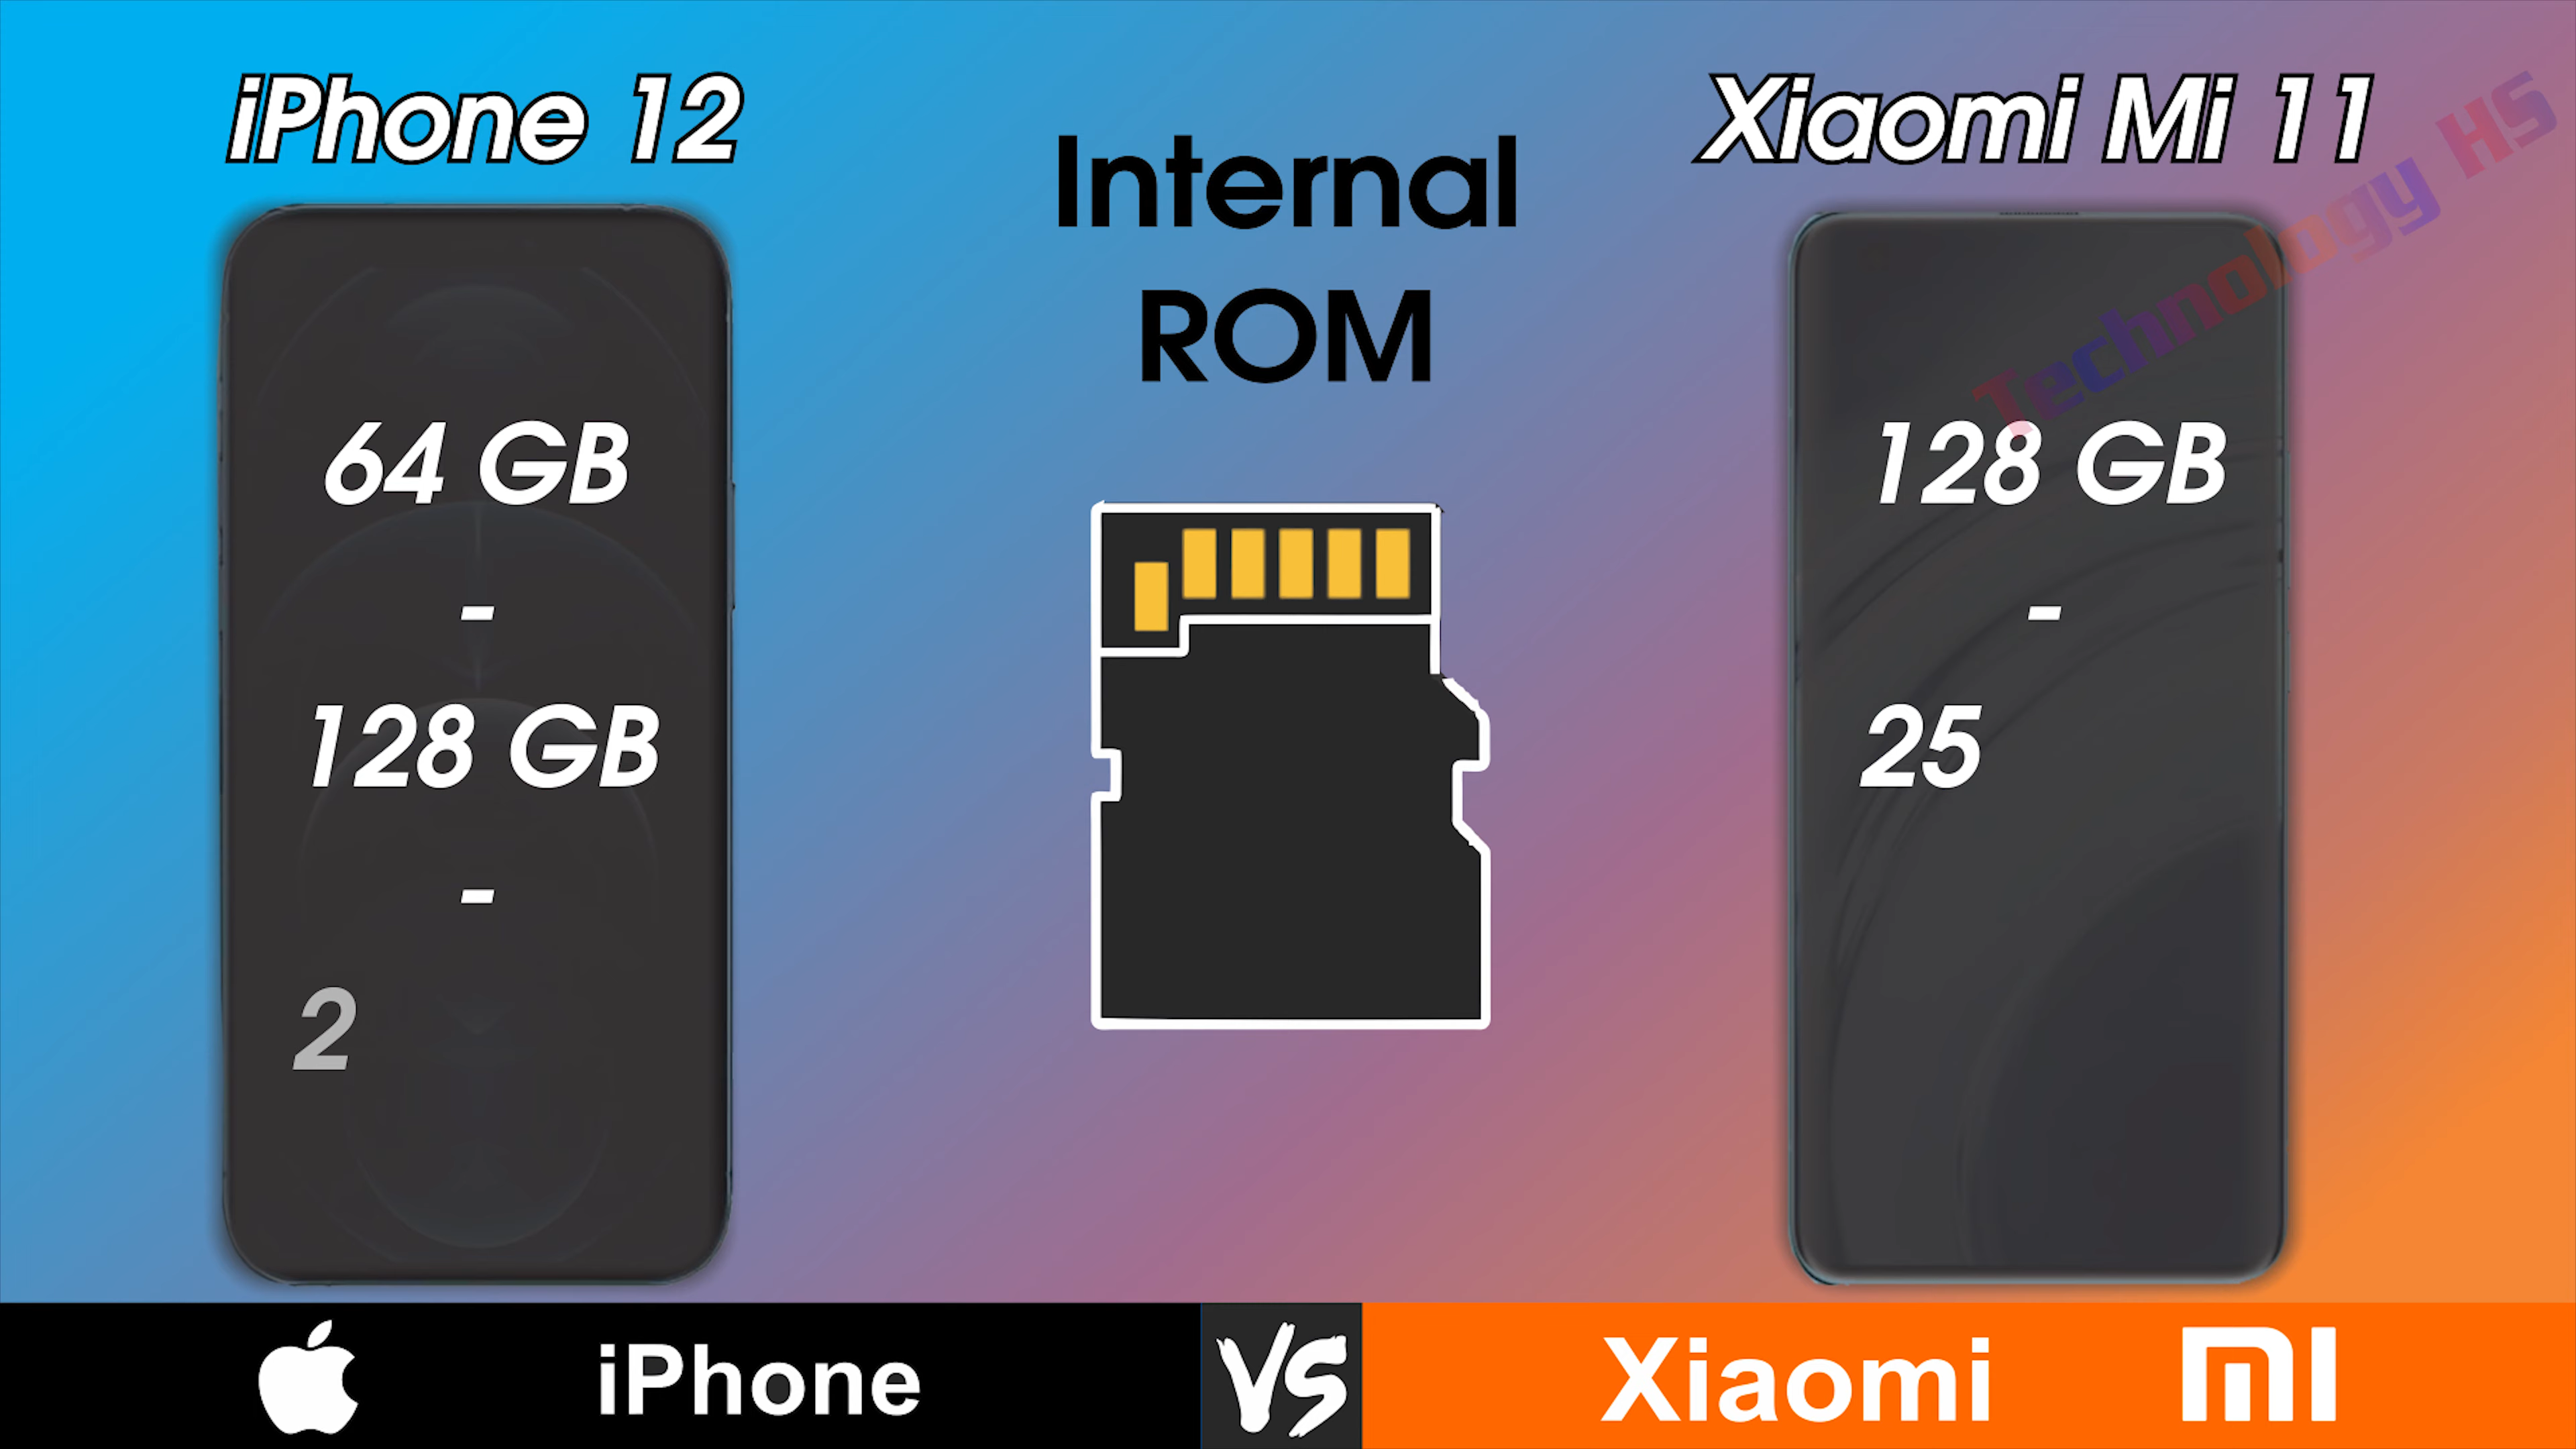 iPhone 12
Internal
ROM
Xiaomi Mi 11
Technology HS
64 GB
-
128 GB
-
2
128 GB
-
25
iPhone
VS
Xiaomi
MI